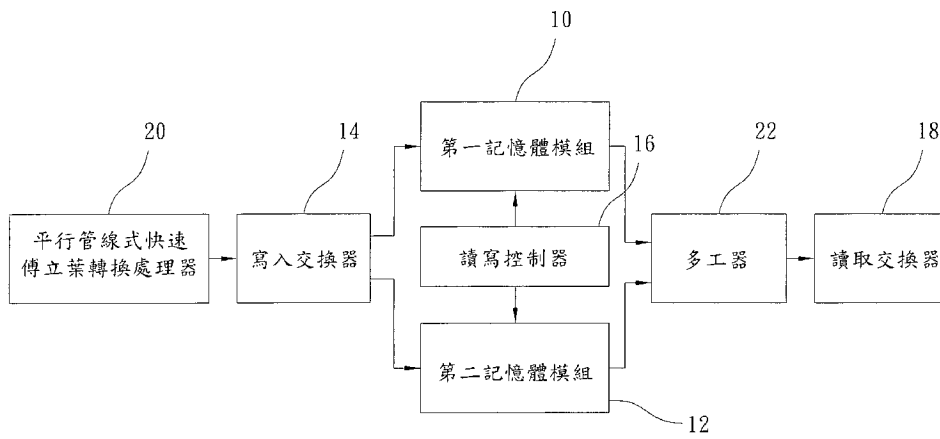 10
20
14
第一記憶體模組
16
22
18
平行管線式快速
傅立葉轉換處理器
寫入交換器
讀寫控制器
多工器
讀取交換器
第二記憶體模組
12